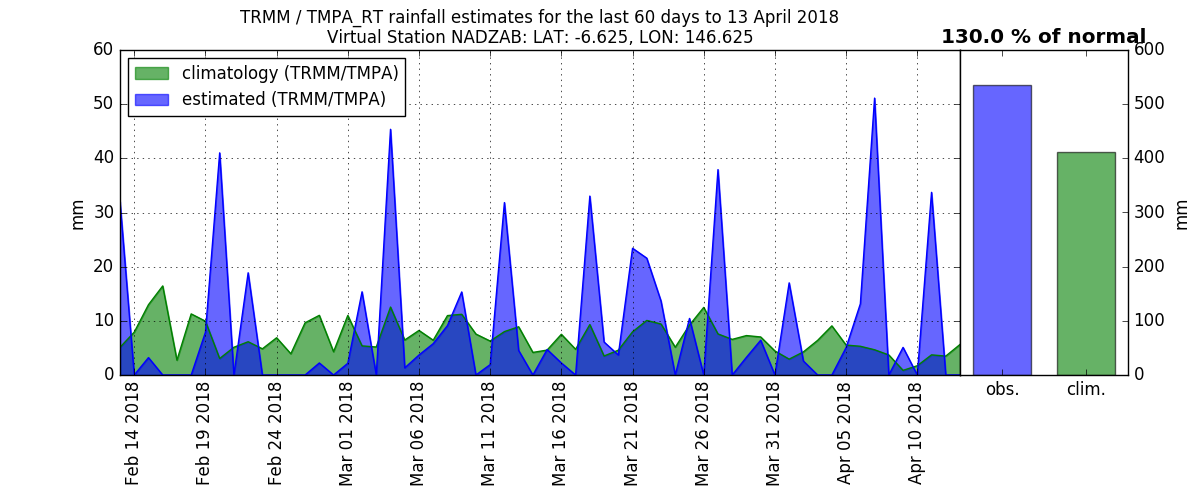 TRMM / TMPA_RT rainfall estimates for the last 60 days to 13 April 2018
Virtual Station NADZAB: LAT: -6.625, LON: 146.625
130.0 % of normal
climatology (TRMM/TMPA)
estimated (TRMM/TMPA)
60
50
40
30
20
10
0
mm
Feb 14 2018
Feb 19 2018
Feb 24 2018
Mar 01 2018
Mar 06 2018
Mar 11 2018
Mar 16 2018
Mar 21 2018
Mar 26 2018
Mar 31 2018
Apr 05 2018
Apr 10 2018
obs.
clim.
600
500
400
300
200
100
0
mm